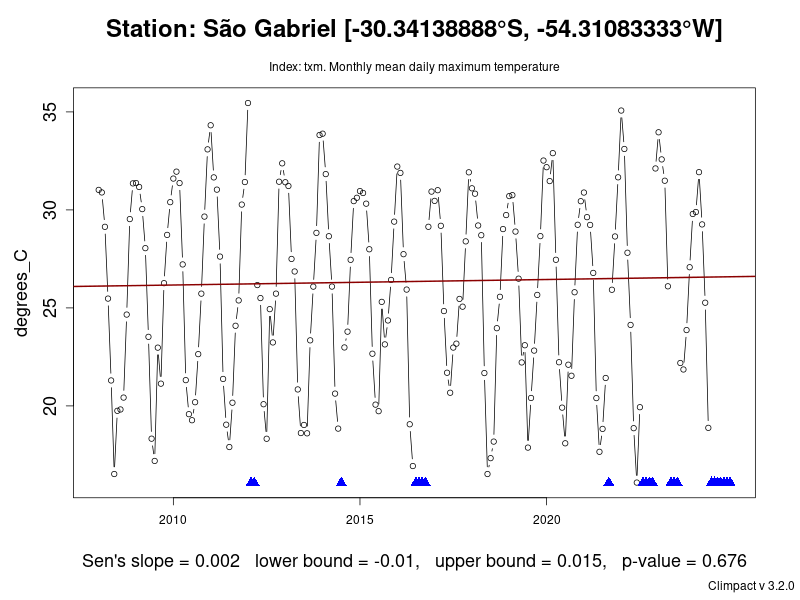 Station: São Gabriel [-30.34138888°S, -54.31083333°W]
Index: txm. Monthly mean daily maximum temperature
degrees_C
35
30
25
20
2010 2015 2020
Sen's slope = 0.002 lower bound = -0.01, upper bound = 0.015, p-value = 0.676
Climpact v 3.2.0